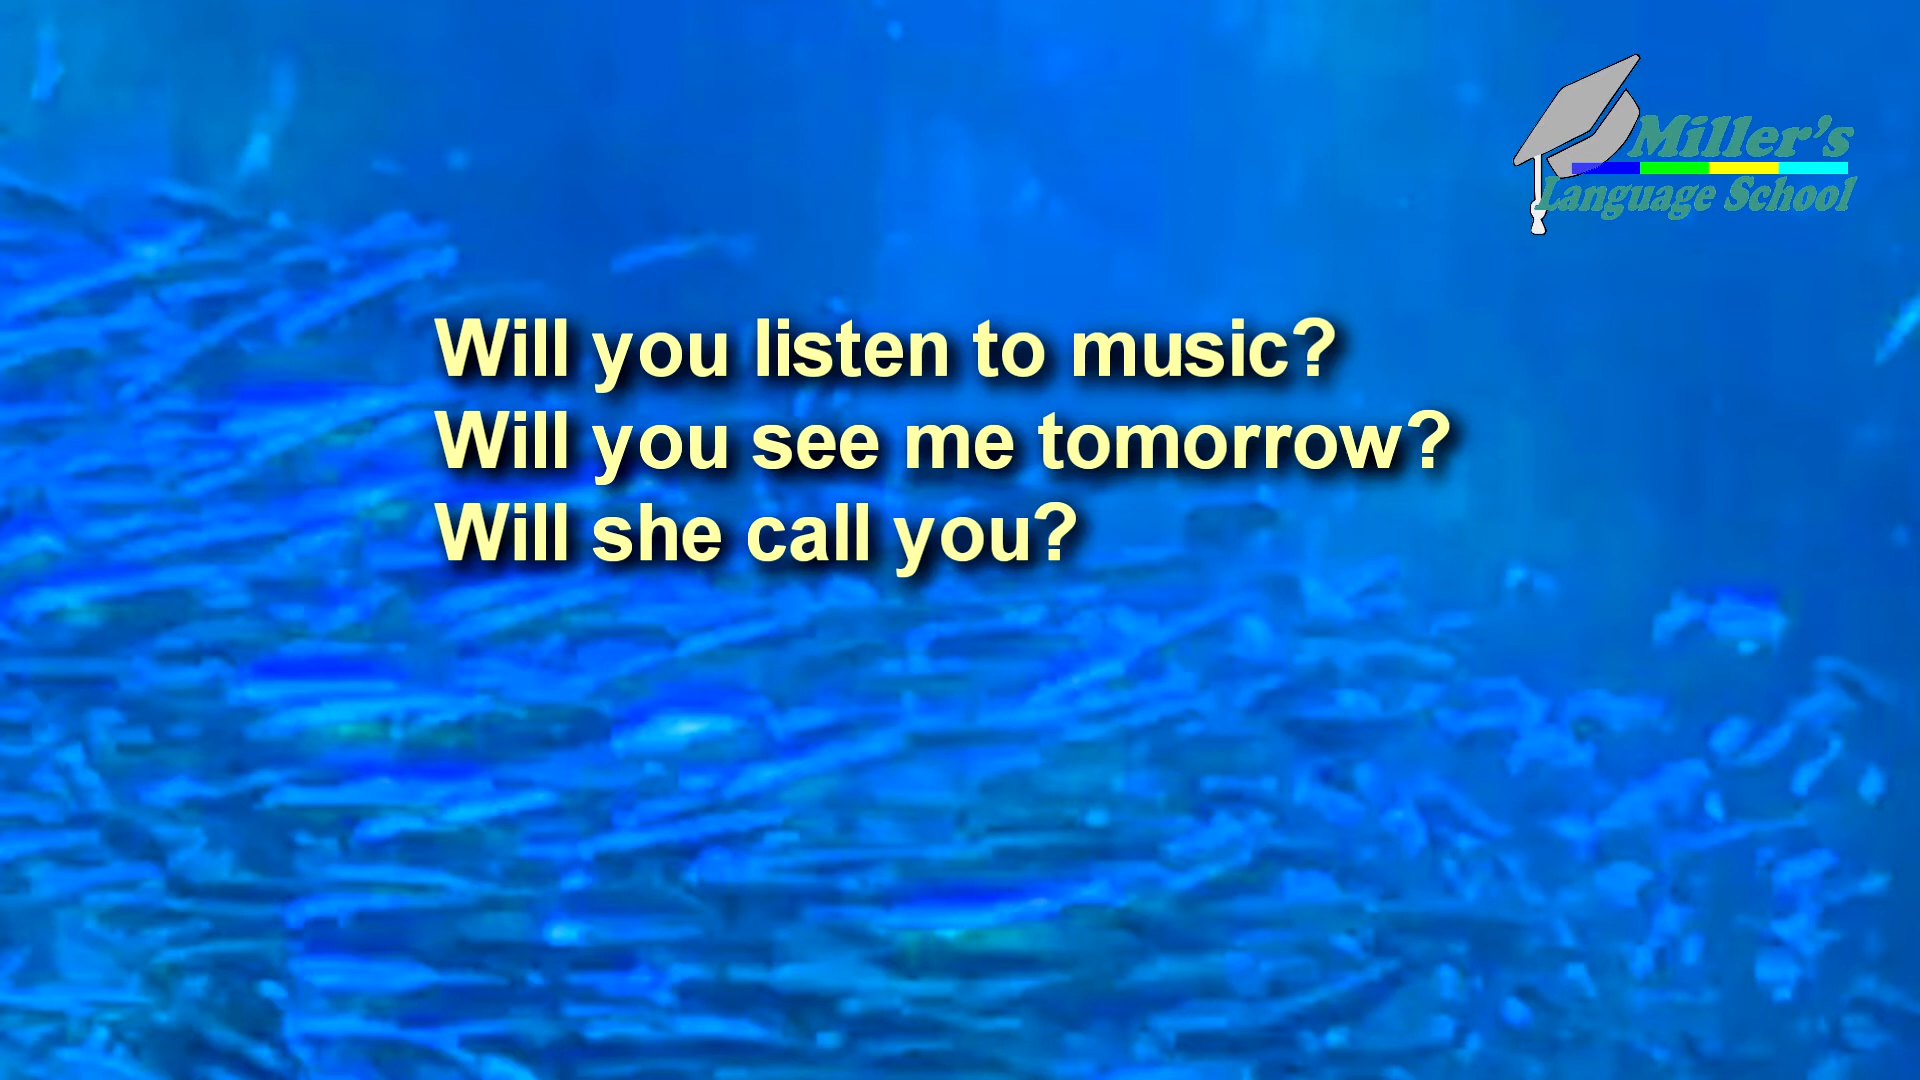 Miller's
Language School
Will you listen to music?
Will you see me tomorrow?
Will she call you?